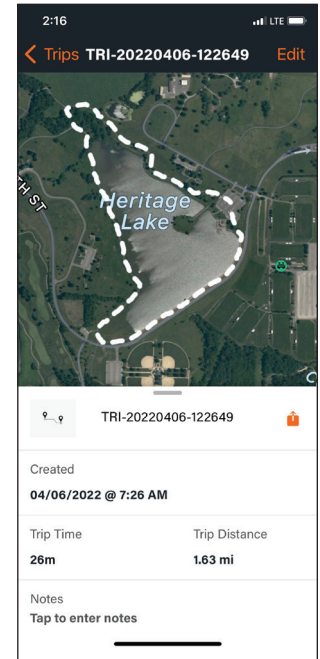 2:16
LTE
Trips TRI-20220406-122649 Edit
TH ST
Heritage
Lake
TRI-20220406-122649
Created
04/06/2022 @ 7:26 AM
Trip Time Trip Distance
26m 1.63 mi
Notes
Tap to enter notes